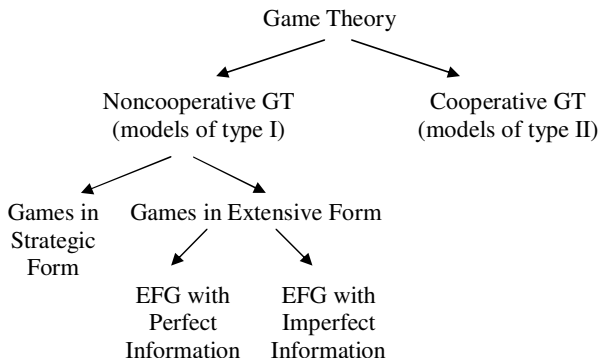 Game Theory
Noncooperative GT
(models of type I)
Cooperative GT
(models of type II)
Games in
Strategic
Form
Games in Extensive Form
EFG with
Perfect
Information
EFG with
Imperfect
Information